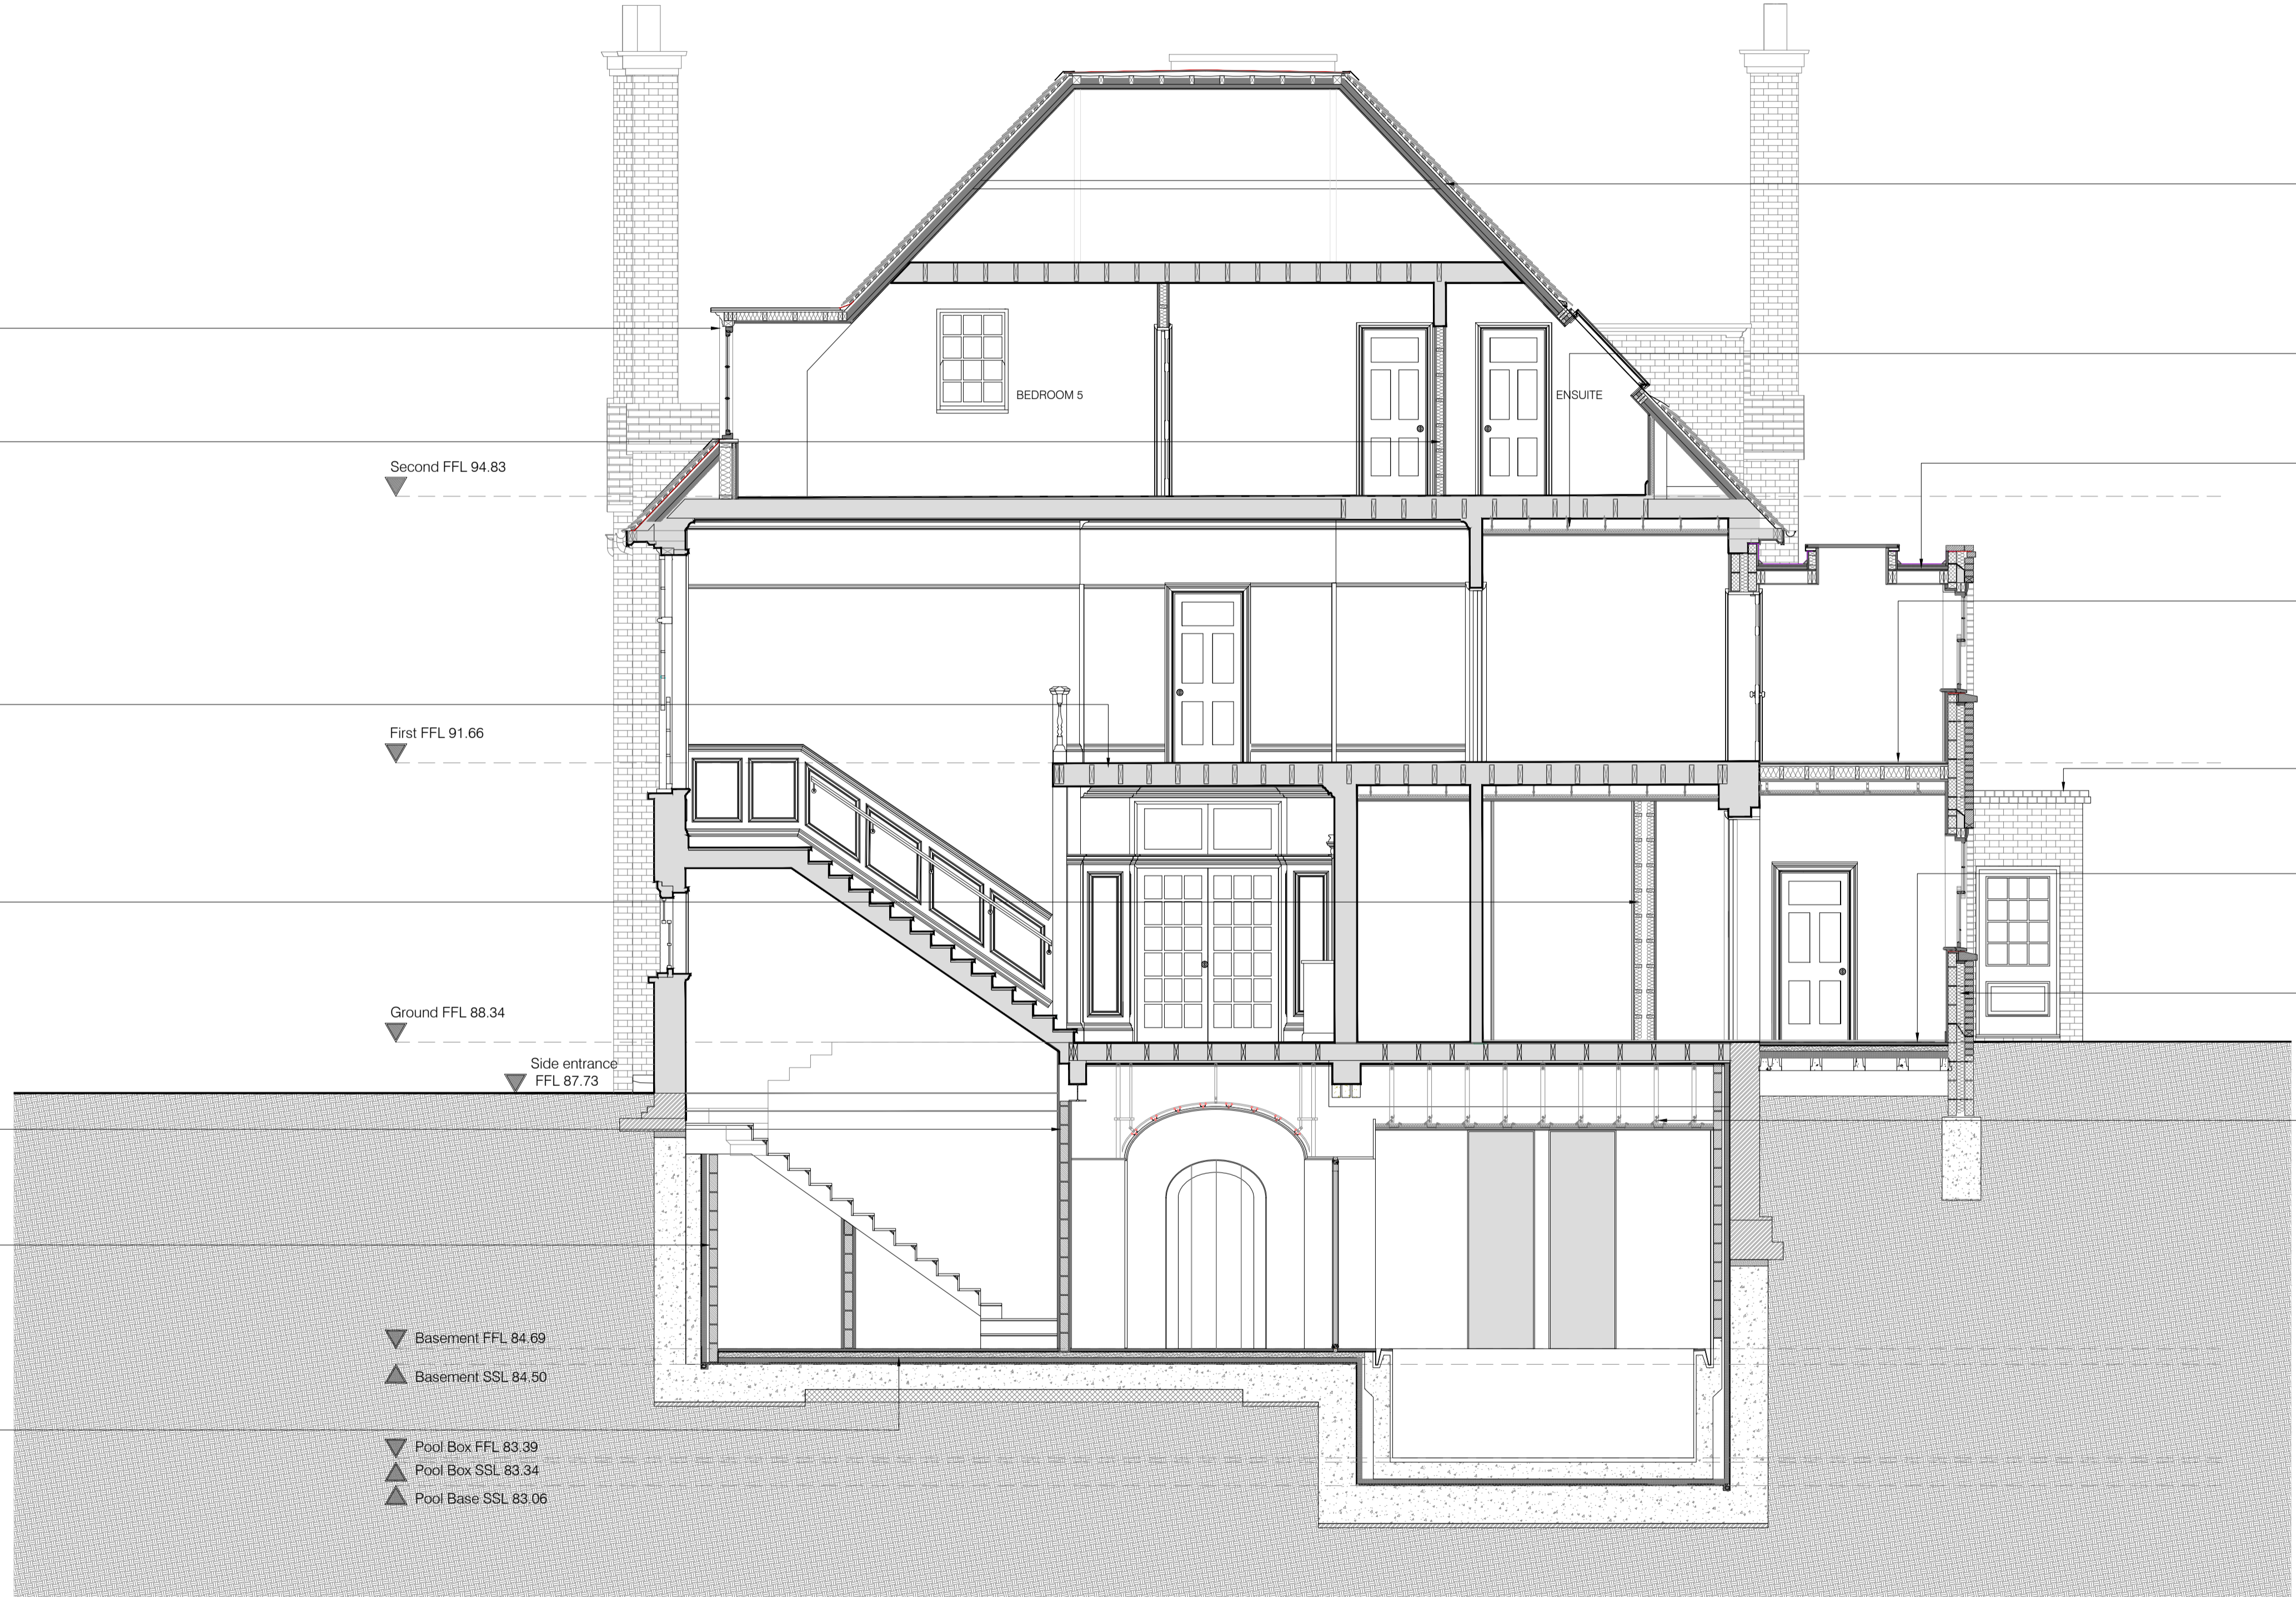 BEDROOM 5
ENSUITE
Second FFL 94.83
First FFL 91.66
Ground FFL 88.34
Side entrance
FFL 87.73
Basement FFL 84.69
Basement SSL 84.50
Pool Box FFL 83.39
Pool Box SSL 83.34
Pool Base SSL 83.06